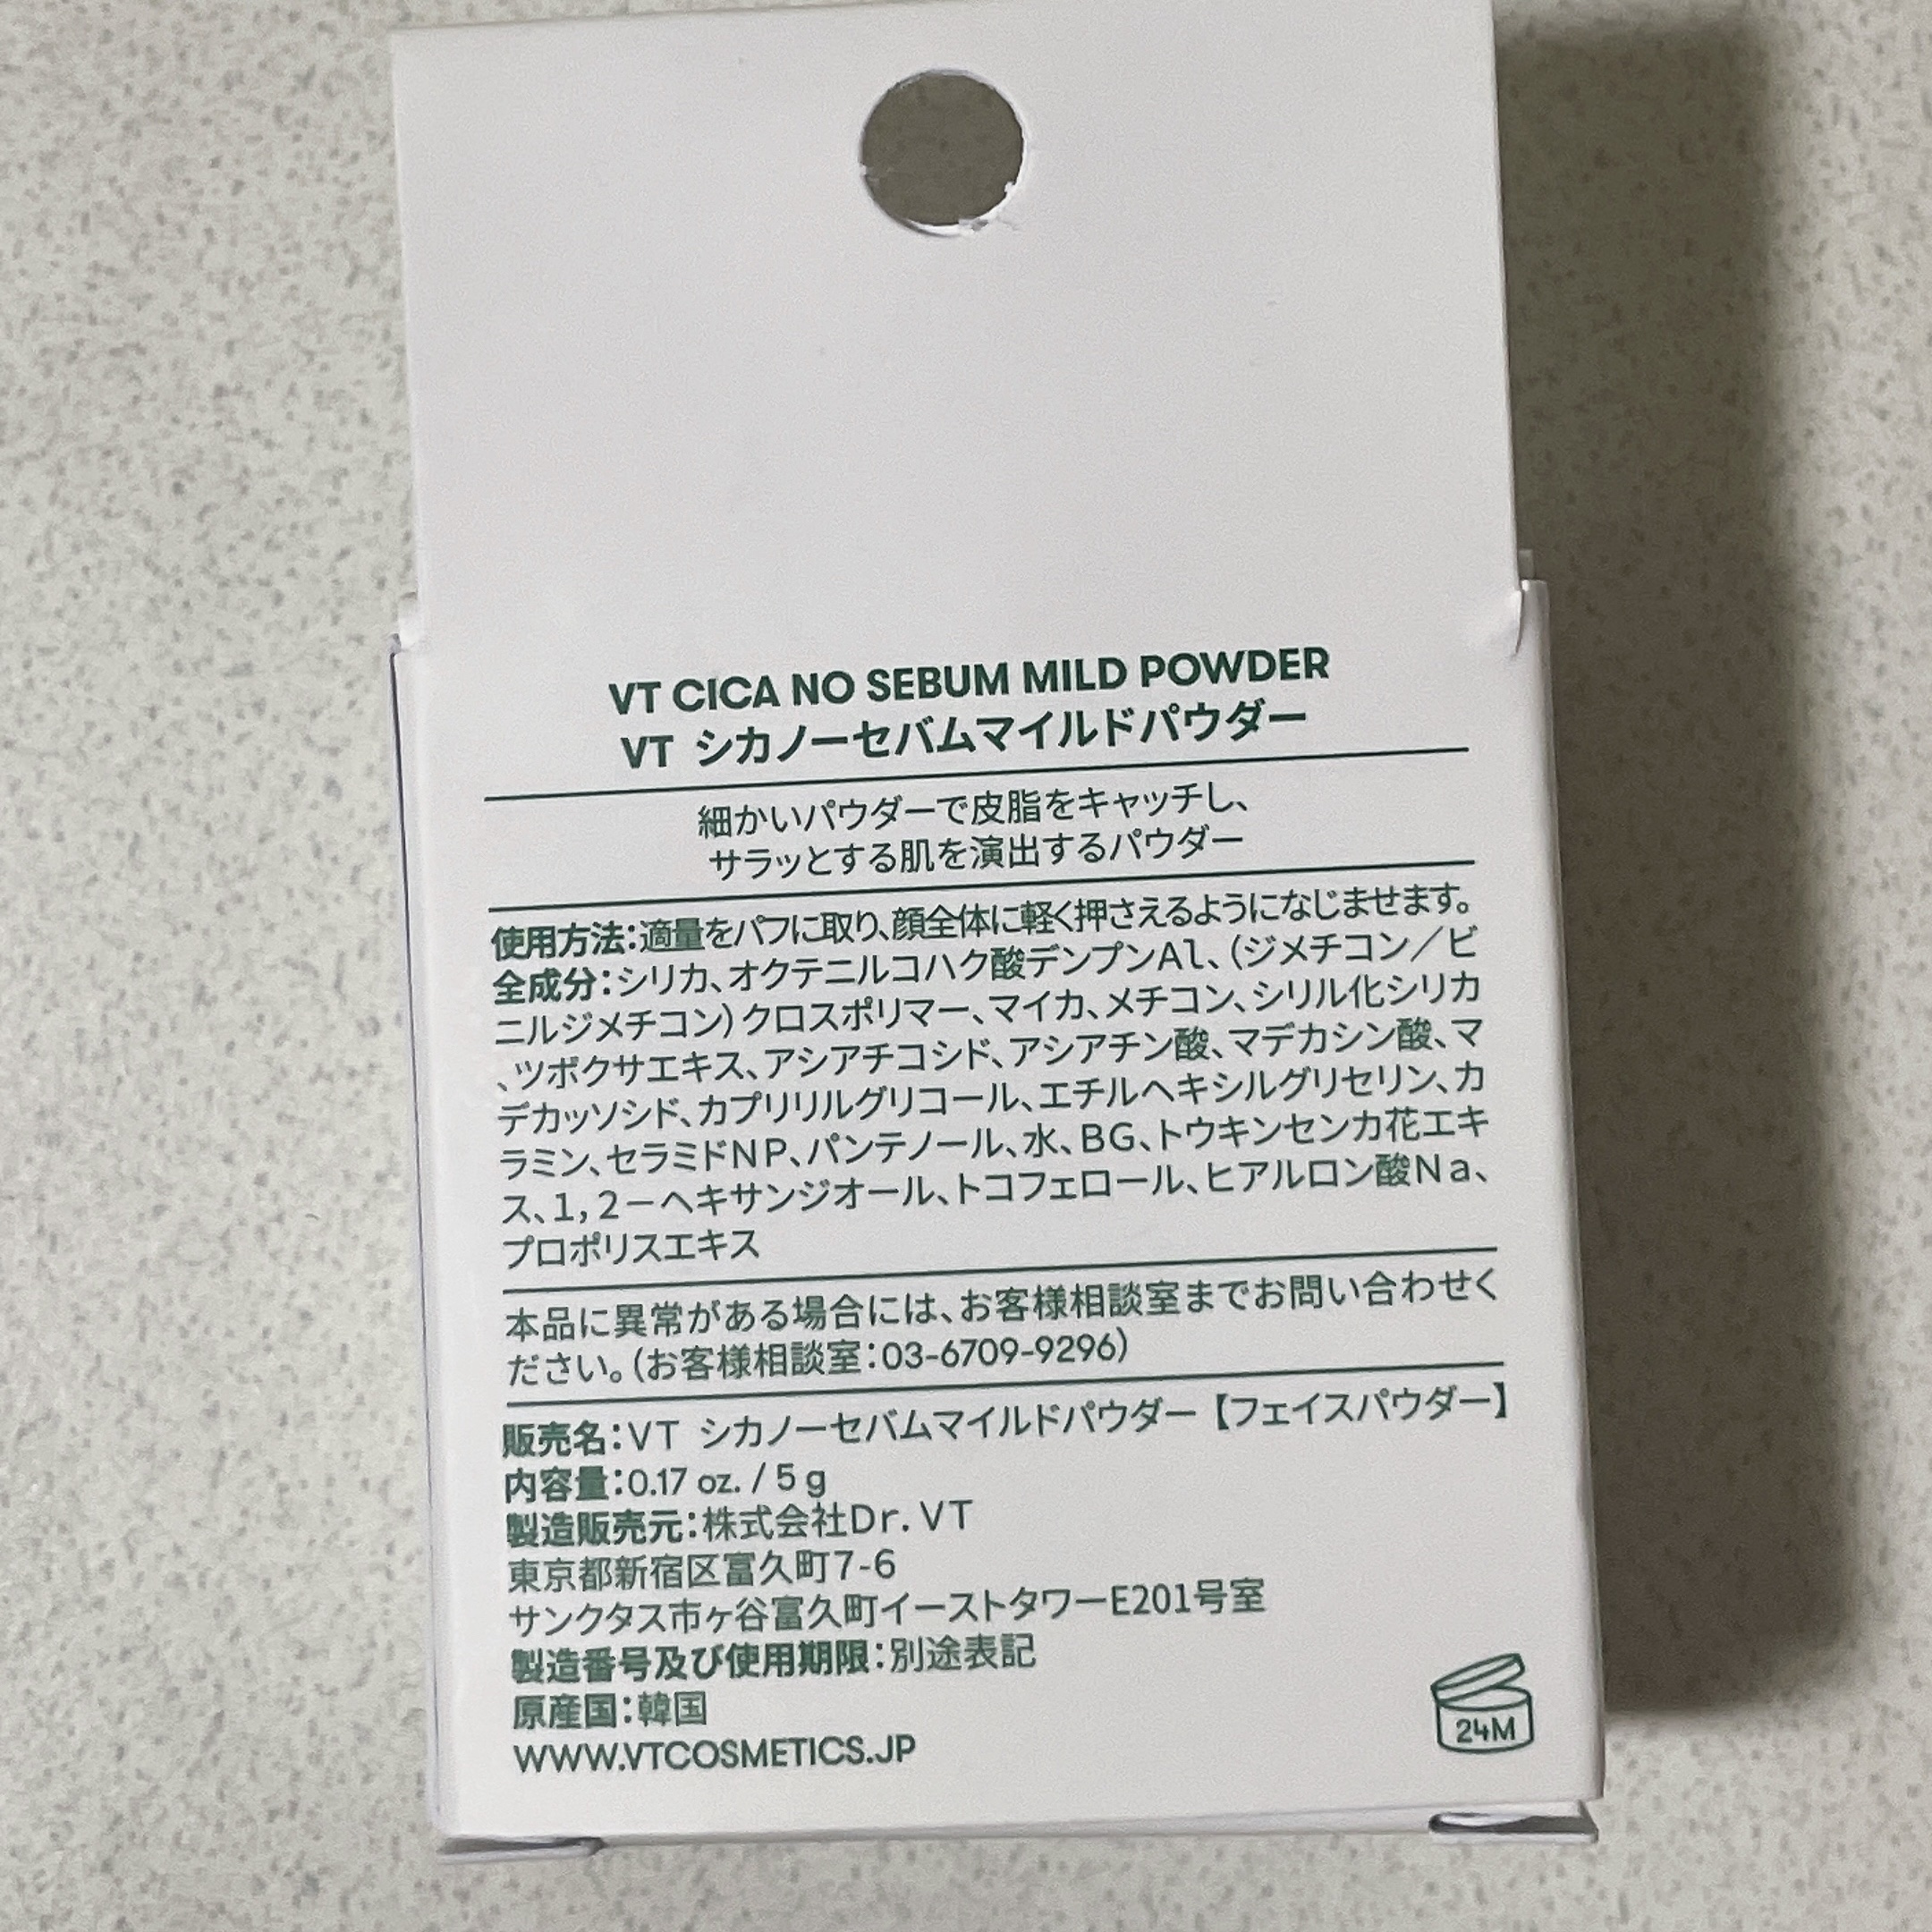 VT CICA NO SEBUM MILD POWDER
VT シカノーセバムマイルドパウダー
細かいパウダーで皮脂をキャッチし、
サラッとする肌を演出するパウダー
使用方法：適量をパフに取り、顔全体に軽く押さえるようになじませます。
全成分：シリカ、オクテニルコハク酸デンプンAl、（ジメチコン／ビ
ニルジメチコン）クロスポリマー、マイカ、メチコン、シリル化シリカ
、ツボクサエキス、アシアチコシド、アシアチン酸、マデカシン酸、マ
デカッソシド、カプリリルグリコール、エチルヘキシルグリセリン、カ
ラミン、セラミドNP、パンテノール、水、BG、トウキンセンカ花エキ
ス、1，2－ヘキサンジオール、トコフェロール、ヒアルロン酸Na、
プロポリスエキス
本品に異常がある場合には、お客様相談室までお問い合わせく
ださい。（お客様相談室：03-6709-9296）
販売名：VT シカノーセバムマイルドパウダー【フェイスパウダー】
内容量：0.17 oz. / 5 g
製造販売元：株式会社Dr. VT
東京都新宿区富久町7-6
サンクタス市ヶ谷富久町イーストタワーE201号室
製造番号及び使用期限：別途表記
原産国：韓国
WWW.VTCOSMETICS.JP
24M